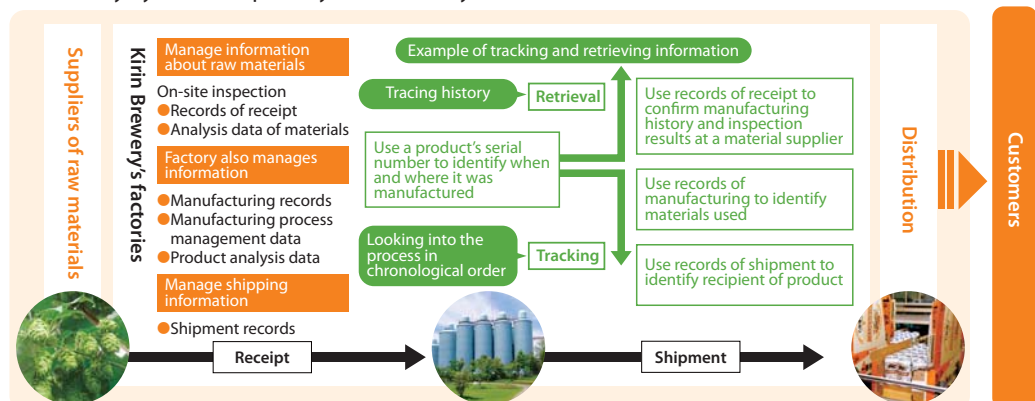 Suppliers of raw materials
Kirin Brewery's factories
Manage information
about raw materials
On-site inspection
●Records of receipt
●Analysis data of materials
Factory also manages
information
●Manufacturing records
●Manufacturing process
management data
●Product analysis data
Manage shipping
information
●Shipment records
Example of tracking and retrieving information
Tracing history
Retrieval
Use a product's serial
number to identify when
and where it was
manufactured
Looking into the
process in
chronological order
Tracking
Use records of receipt to
confirm manufacturing
history and inspection
results at a material supplier
Use records of
manufacturing to identify
materials used
Use records of shipment to
identify recipient of product
Receipt
Shipment
Distribution
Customers